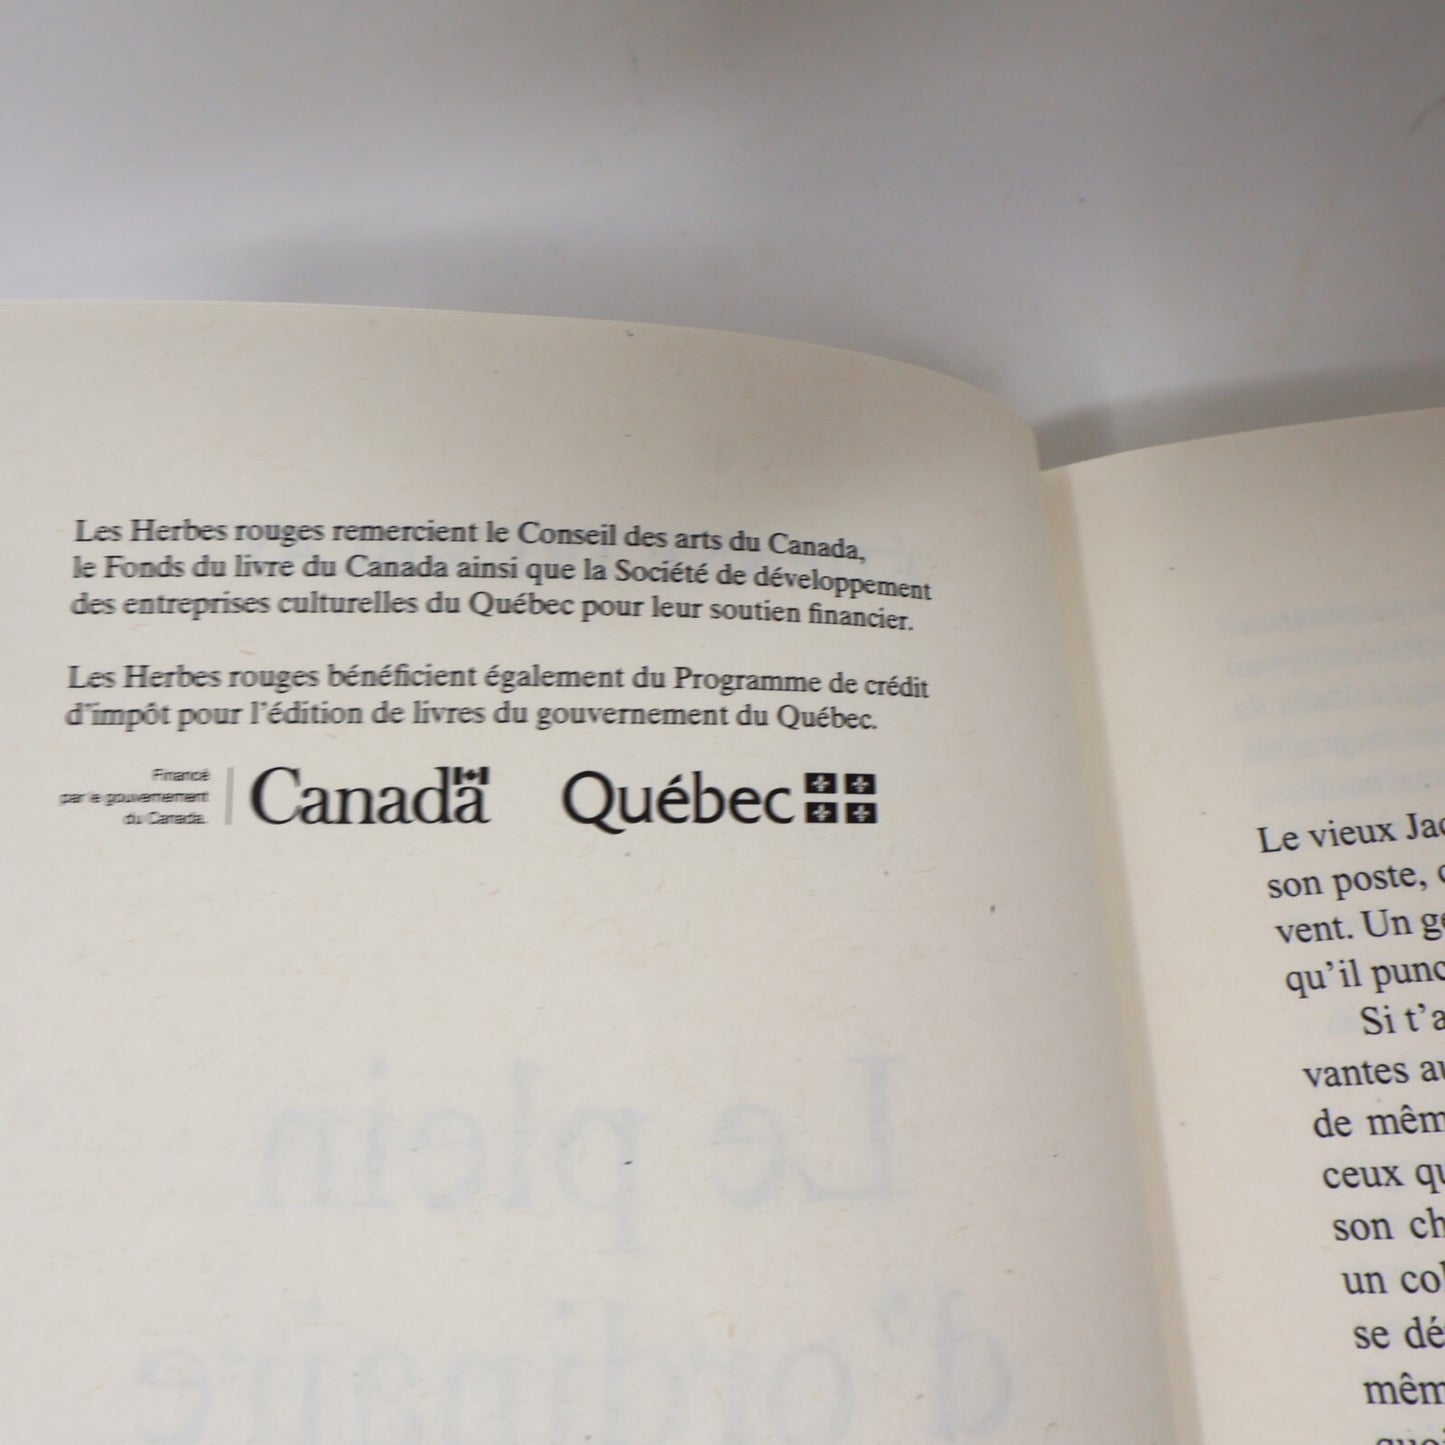 Les Herbes rouges remercient le Conseil des arts du Canada,
le Fonds du livre du Canada ainsi que la Société de développement
des entreprises culturelles du Québec pour leur soutien financier.
Les Herbes rouges bénéficient également du Programme de crédit
d'impôt pour l'édition de livres du gouvernement du Québec.
Financé
par le gouvernement
du Canada
Canada
Québec
Le plein
d'ordinaire
Le vieux
son poste,
vent. Un
qu'il
Si
vantes
de
ceux
son
un
se